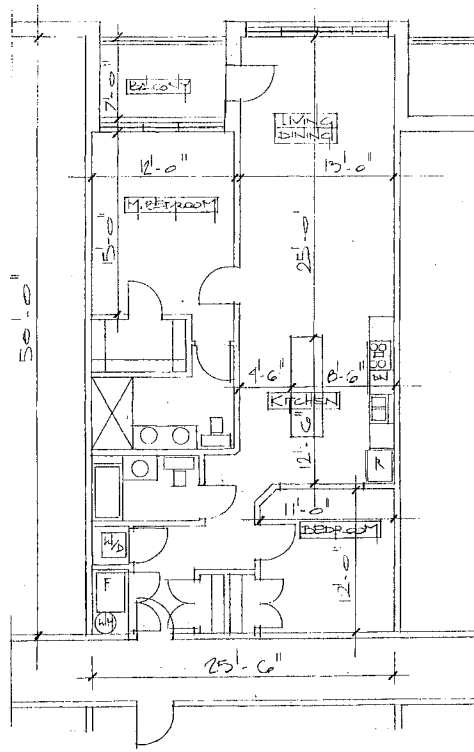 BALCONY
7'-0"
LIVING
DINING
12'-0"
13'-0"
M. BEDROOM
15'-0"
25'-0"
50'-0"
4'-6"
8'-6"
KITCHEN
DW
12'-6"
R
11'-0"
BEDROOM
W/D
F
12'-0"
WH
25'-6"